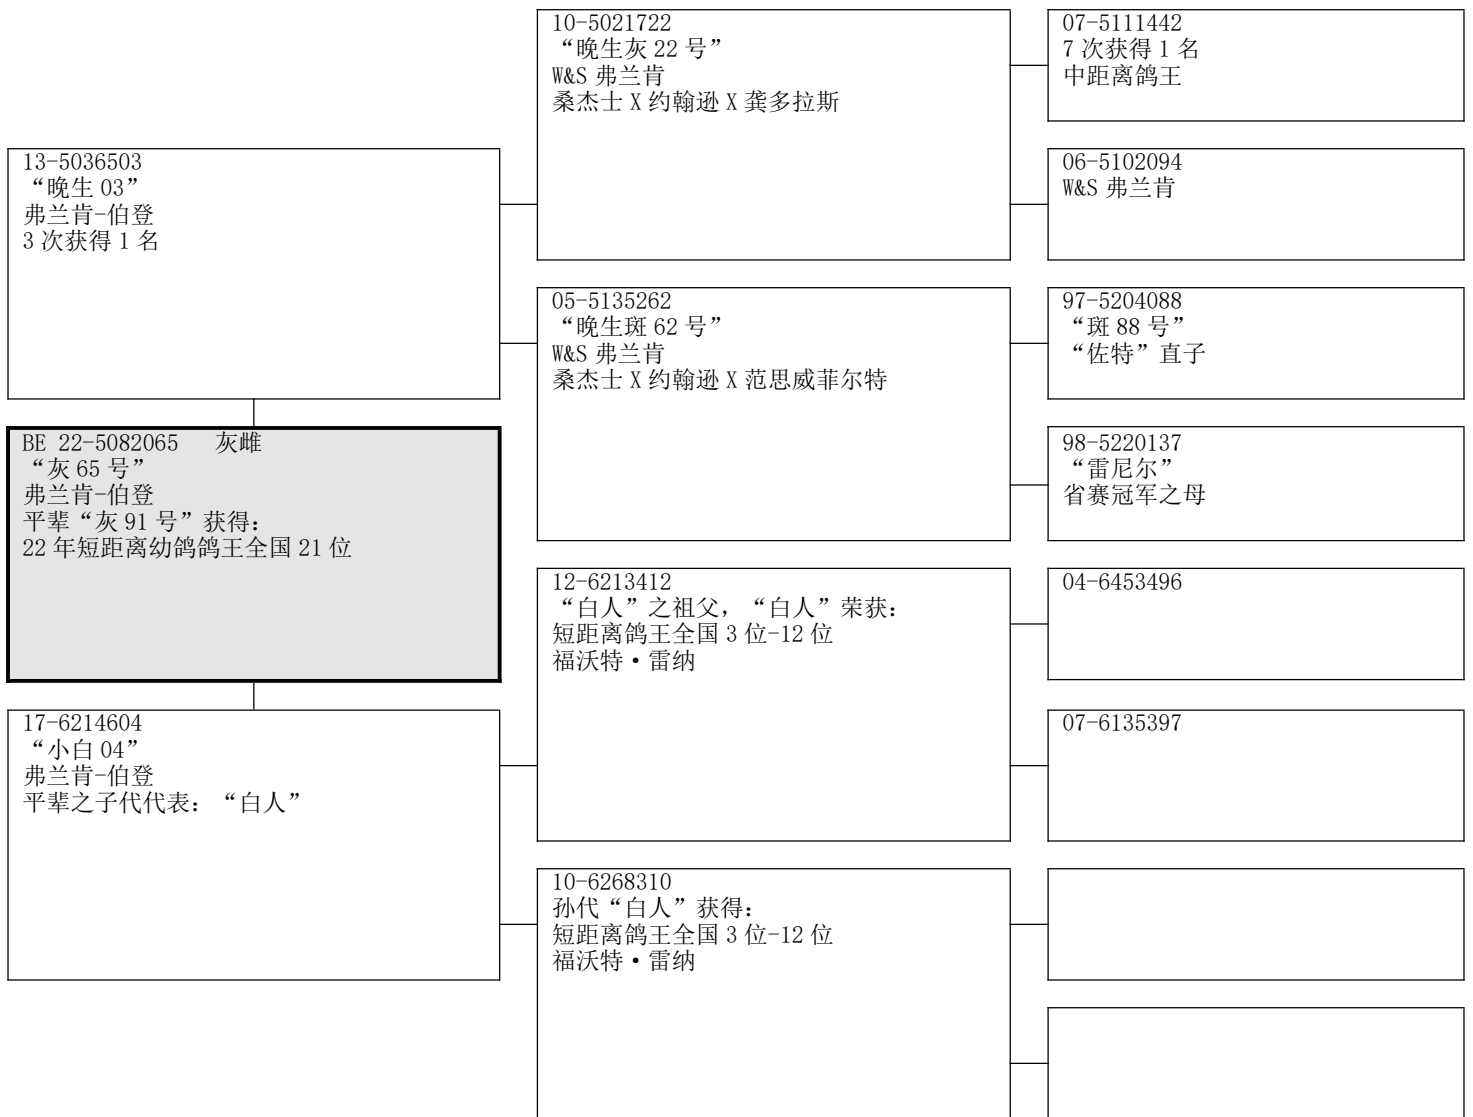 10-5021722
“晚生灰 22 号”
W&S 弗兰肯
桑杰士 X 约翰逊 X 龚多拉斯
07-5111442
7 次获得 1 名
中距离鸽王
13-5036503
“晚生 03”
弗兰肯-伯登
3 次获得 1 名
06-5102094
W&S 弗兰肯
05-5135262
“晚生斑 62 号”
W&S 弗兰肯
桑杰士 X 约翰逊 X 范思威菲尔特
97-5204088
“斑 88 号”
“佐特”直子
BE 22-5082065 灰雌
“灰 65 号”
弗兰肯-伯登
平辈“灰 91 号”获得：
22 年短距离幼鸽鸽王全国 21 位
98-5220137
“雷尼尔”
省赛冠军之母
12-6213412
“白人”之祖父，“白人”荣获：
短距离鸽王全国 3 位-12 位
福沃特·雷纳
04-6453496
17-6214604
“小白 04”
弗兰肯-伯登
平辈之子代代表：“白人”
07-6135397
10-6268310
孙代“白人”获得：
短距离鸽王全国 3 位-12 位
福沃特·雷纳